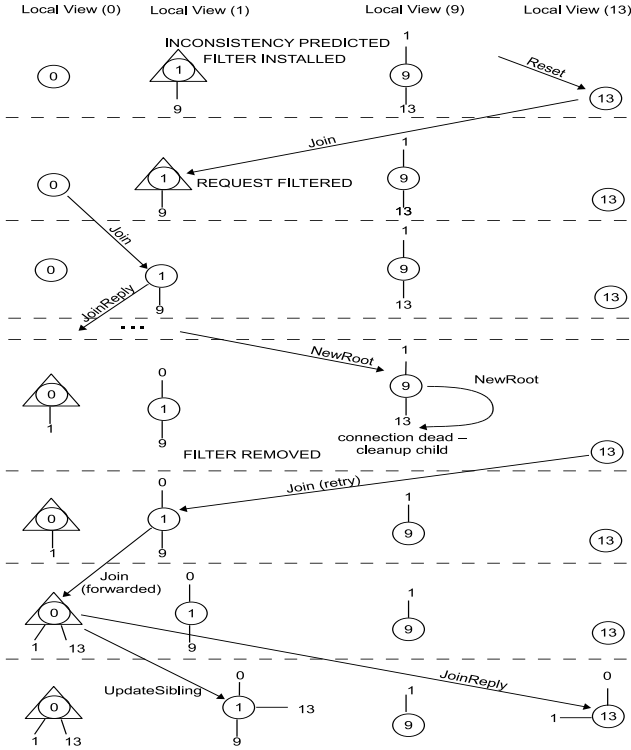 Local View (0) Local View (1) Local View (9) Local View (13)
INCONSISTENCY PREDICTED
FILTER INSTALLED
1
0 1 9 13
9 13
Reset
Join
1
0 1 9 13
REQUEST FILTERED
9 13
Join
1
0 1 9 13
9 13
JoinReply
...
NewRoot
0 1
0 1 9
NewRoot
1 9 13
connection dead –
cleanup child
FILTER REMOVED
13
Join (retry)
0 1
0 1 9 13
1 9
Join
(forwarded)
0 1
0 1 9 13
1 13 9
JoinReply
UpdateSibling
0 1 0
0 1 13 9 1 13
1 13 9